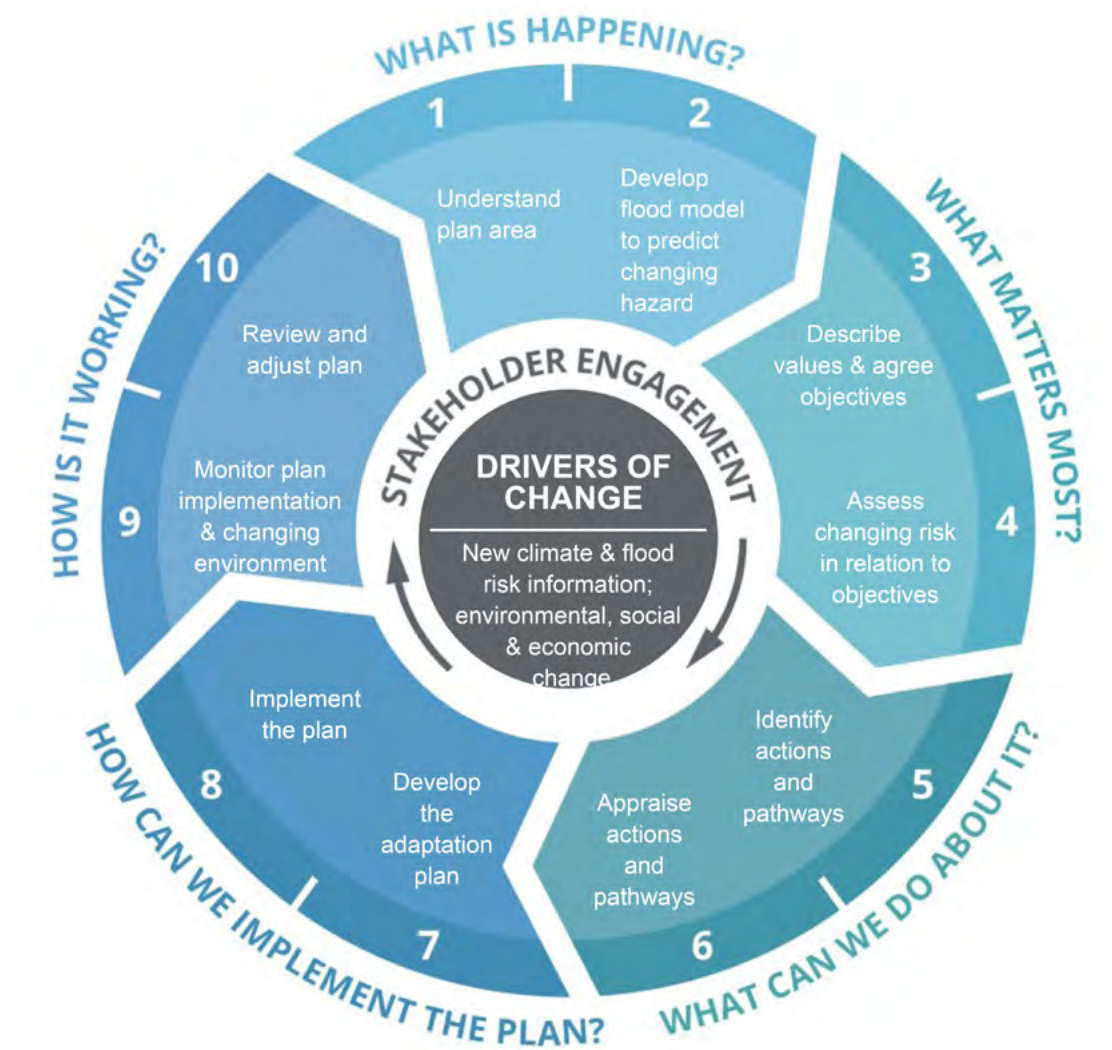 WHAT IS HAPPENING?
1
Understand
plan area
2
Develop
flood model
to predict
changing
hazard
WHAT MATTERS MOST?
3
Describe
values & agree
objectives
4
Assess
changing risk
in relation to
objectives
WHAT CAN WE DO ABOUT IT?
5
Identify
actions
and
pathways
6
Appraise
actions
and
pathways
HOW CAN WE IMPLEMENT THE PLAN?
7
Develop
the
adaptation
plan
8
Implement
the plan
HOW IS IT WORKING?
9
Monitor plan
implementation
& changing
environment
10
Review and
adjust plan
STAKEHOLDER ENGAGEMENT
DRIVERS OF
CHANGE
New climate & flood
risk information;
environmental, social
& economic
change